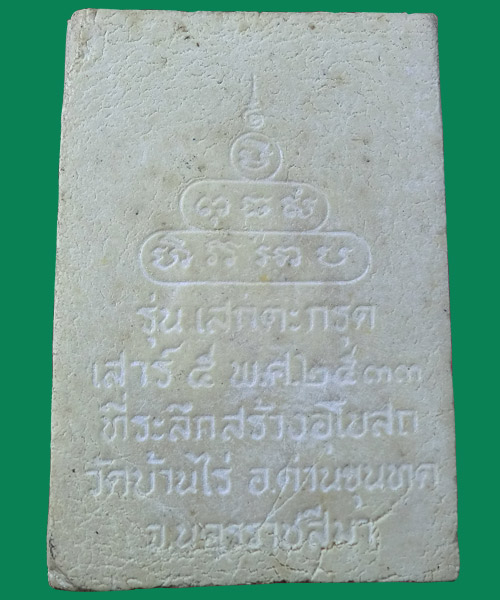 รุ่น เสกตะกรุด
เสาร์ ๕ พ.ศ.๒๕๓๓
ที่ระลึกสร้างอุโบสถ
วัดบ้านไร่ อ.ด่านขุนทด
จ.นครราชสีมา